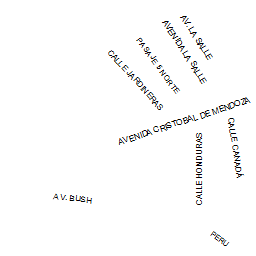 AV. LA SALLE
AVENIDA LA SALLE
PASAJE 5 NORTE
CALLE JARDINERAS
AVENIDA CRISTOBAL DE MENDOZA
CALLE HONDURAS
CALLE CANADÁ
AV. BUSH
PERU